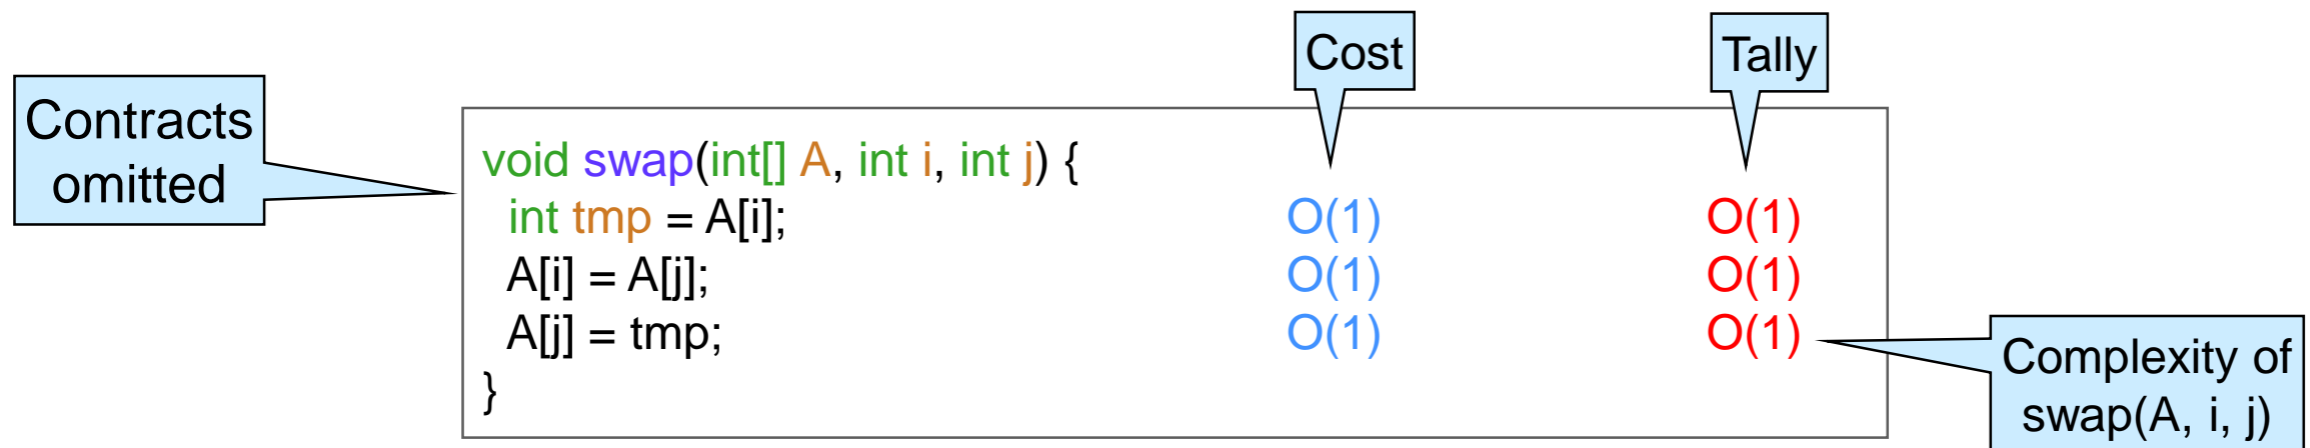 Cost
Tally
Contracts
omitted
void swap(int[] A, int i, int j) {
int tmp = A[i]; O(1) O(1)
A[i] = A[j]; O(1) O(1)
A[j] = tmp; O(1) O(1)
}
Complexity of
swap(A, i, j)